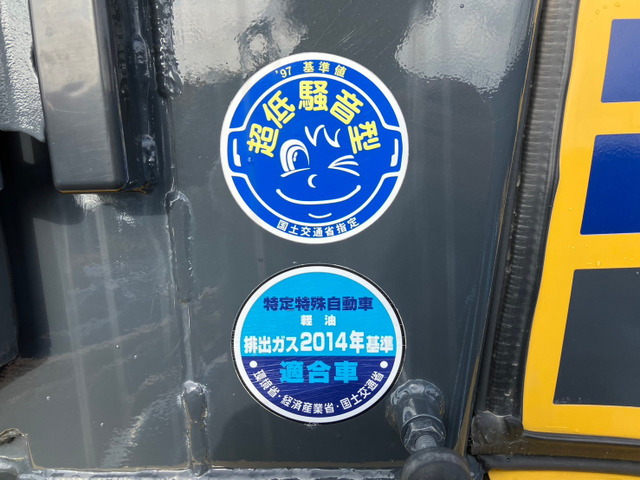 '97 基準値
超低騒音型
国土交通省指定
特定特殊自動車
軽油
排出ガス2014年基準
適合車
・環境省・経済産業省・国土交通省・